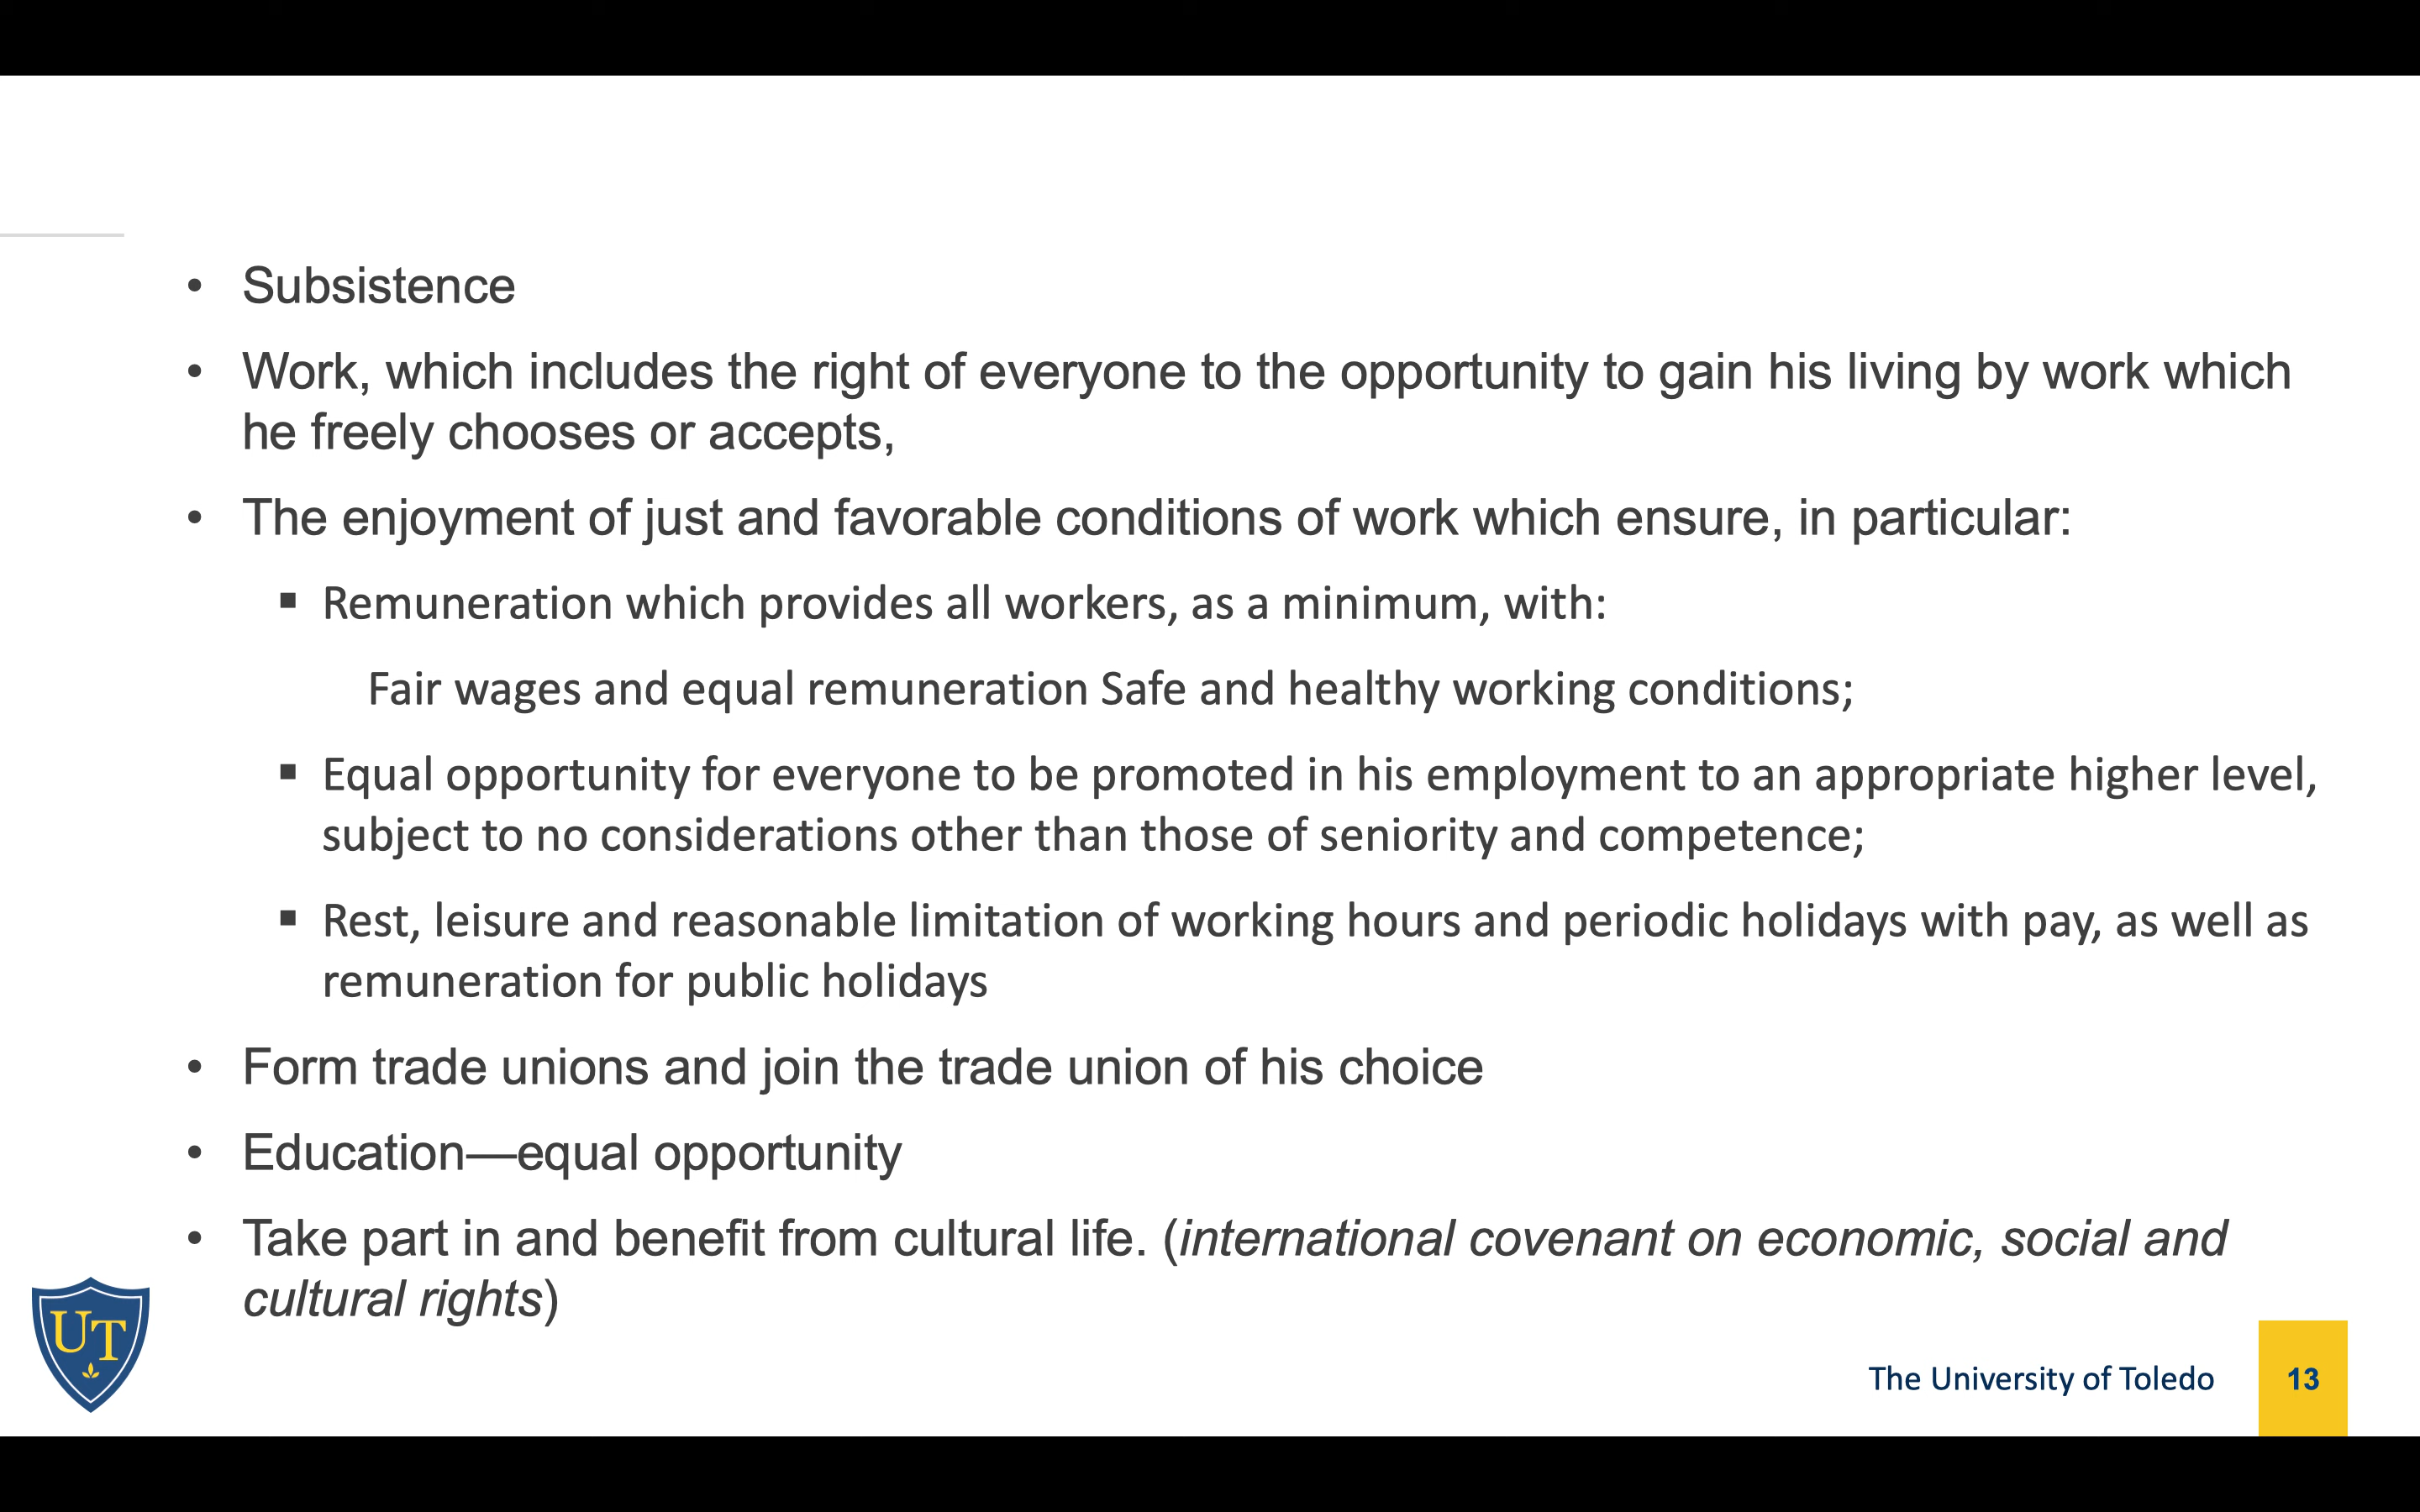 • Subsistence
• Work, which includes the right of everyone to the opportunity to gain his living by work which
he freely chooses or accepts,
• The enjoyment of just and favorable conditions of work which ensure, in particular:
▪ Remuneration which provides all workers, as a minimum, with:
Fair wages and equal remuneration Safe and healthy working conditions;
▪ Equal opportunity for everyone to be promoted in his employment to an appropriate higher level,
subject to no considerations other than those of seniority and competence;
▪ Rest, leisure and reasonable limitation of working hours and periodic holidays with pay, as well as
remuneration for public holidays
• Form trade unions and join the trade union of his choice
• Education—equal opportunity
• Take part in and benefit from cultural life. (international covenant on economic, social and
cultural rights)
UT
The University of Toledo
13